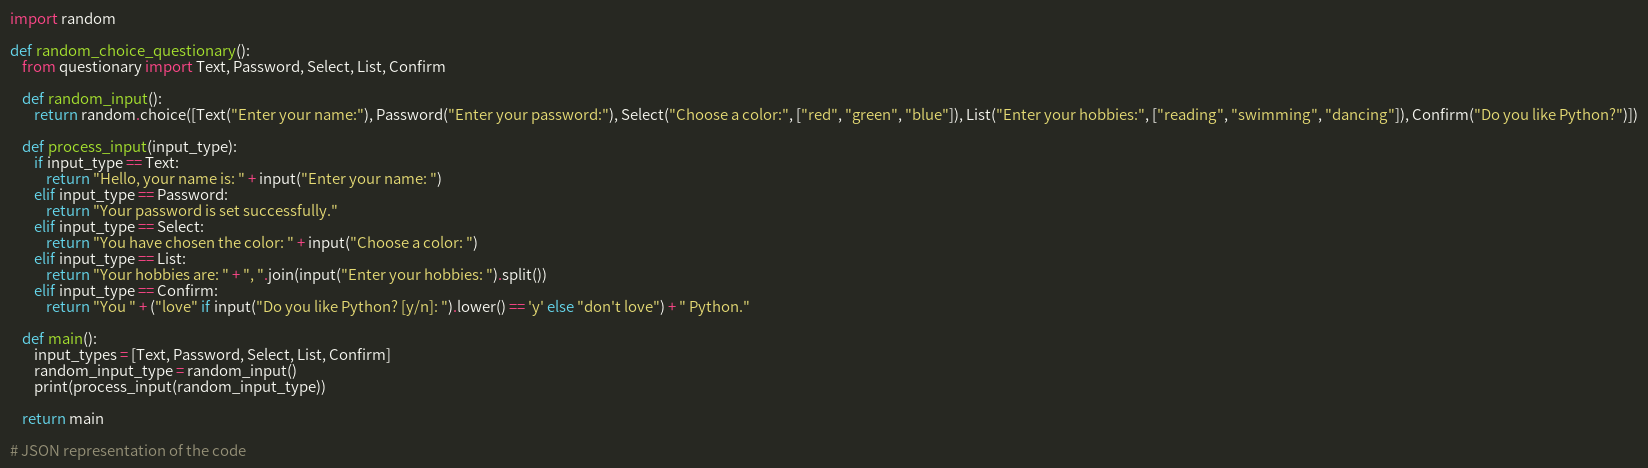 import random
def random_choice_questionary():
from questionary import Text, Password, Select, List, Confirm
def random_input():
return random.choice([Text("Enter your name:"), Password("Enter your password:"), Select("Choose a color:", ["red", "green", "blue"]), List("Enter your hobbies:", ["reading", "swimming", "dancing"]), Confirm("Do you like Python?")])
def process_input(input_type):
if input_type == Text:
return "Hello, your name is: " + input("Enter your name: ")
elif input_type == Password:
return "Your password is set successfully."
elif input_type == Select:
return "You have chosen the color: " + input("Choose a color: ")
elif input_type == List:
return "Your hobbies are: " + ", ".join(input("Enter your hobbies: ").split())
elif input_type == Confirm:
return "You " + ("love" if input("Do you like Python? [y/n]: ").lower() == 'y' else "don't love") + " Python."
def main():
input_types = [Text, Password, Select, List, Confirm]
random_input_type = random_input()
print(process_input(random_input_type))
return main
# JSON representation of the code